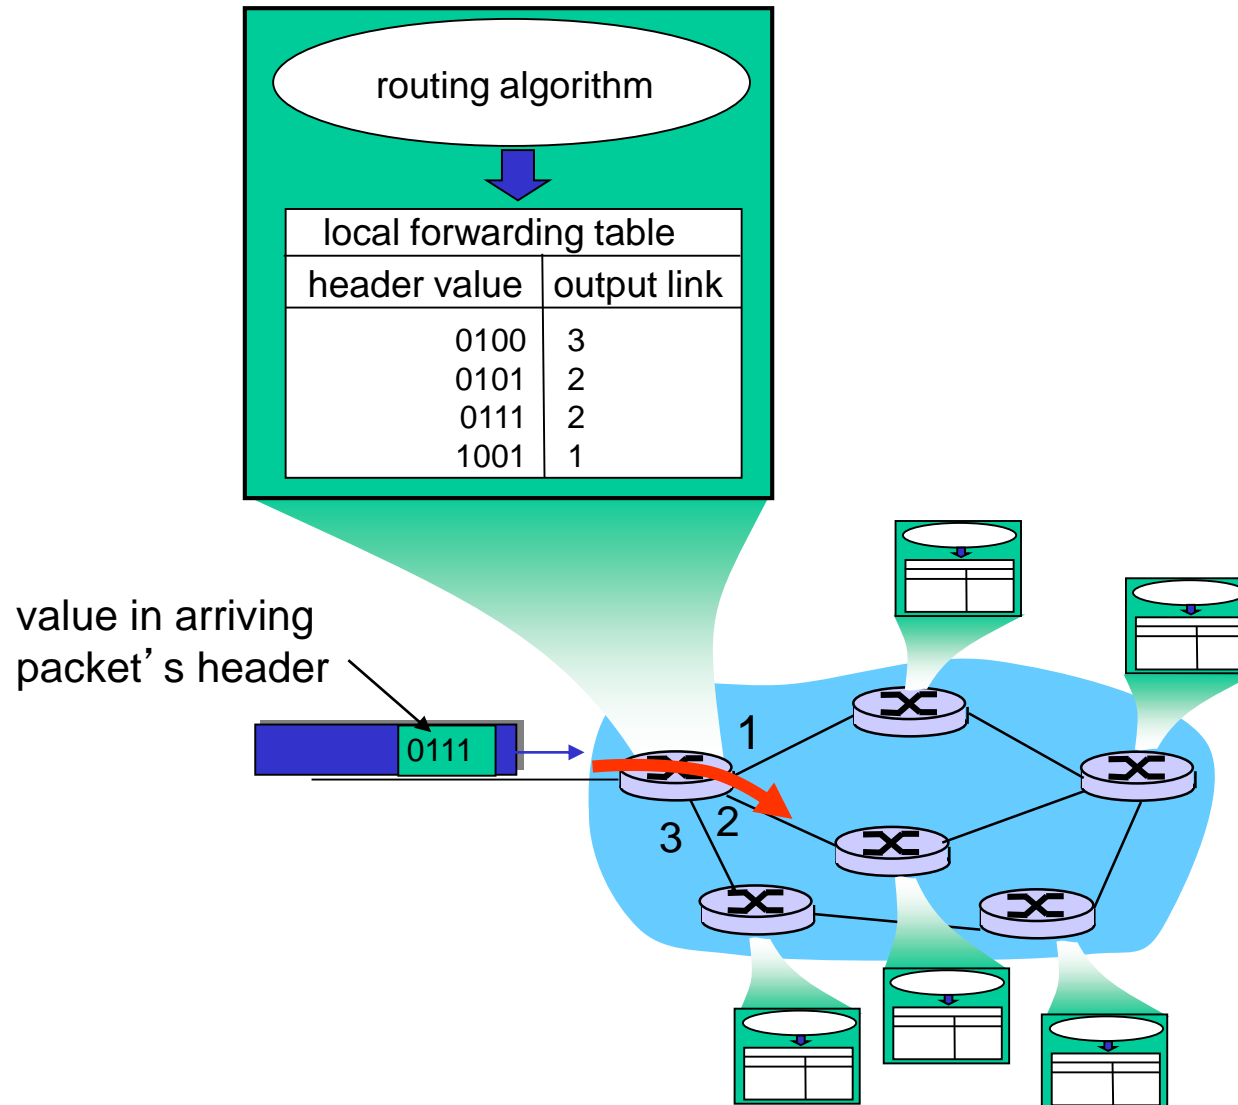 routing algorithm
local forwarding table
header value output link
0100 3
0101 2
0111 2
1001 1
value in arriving
packet’ s header
0111
1
2
3